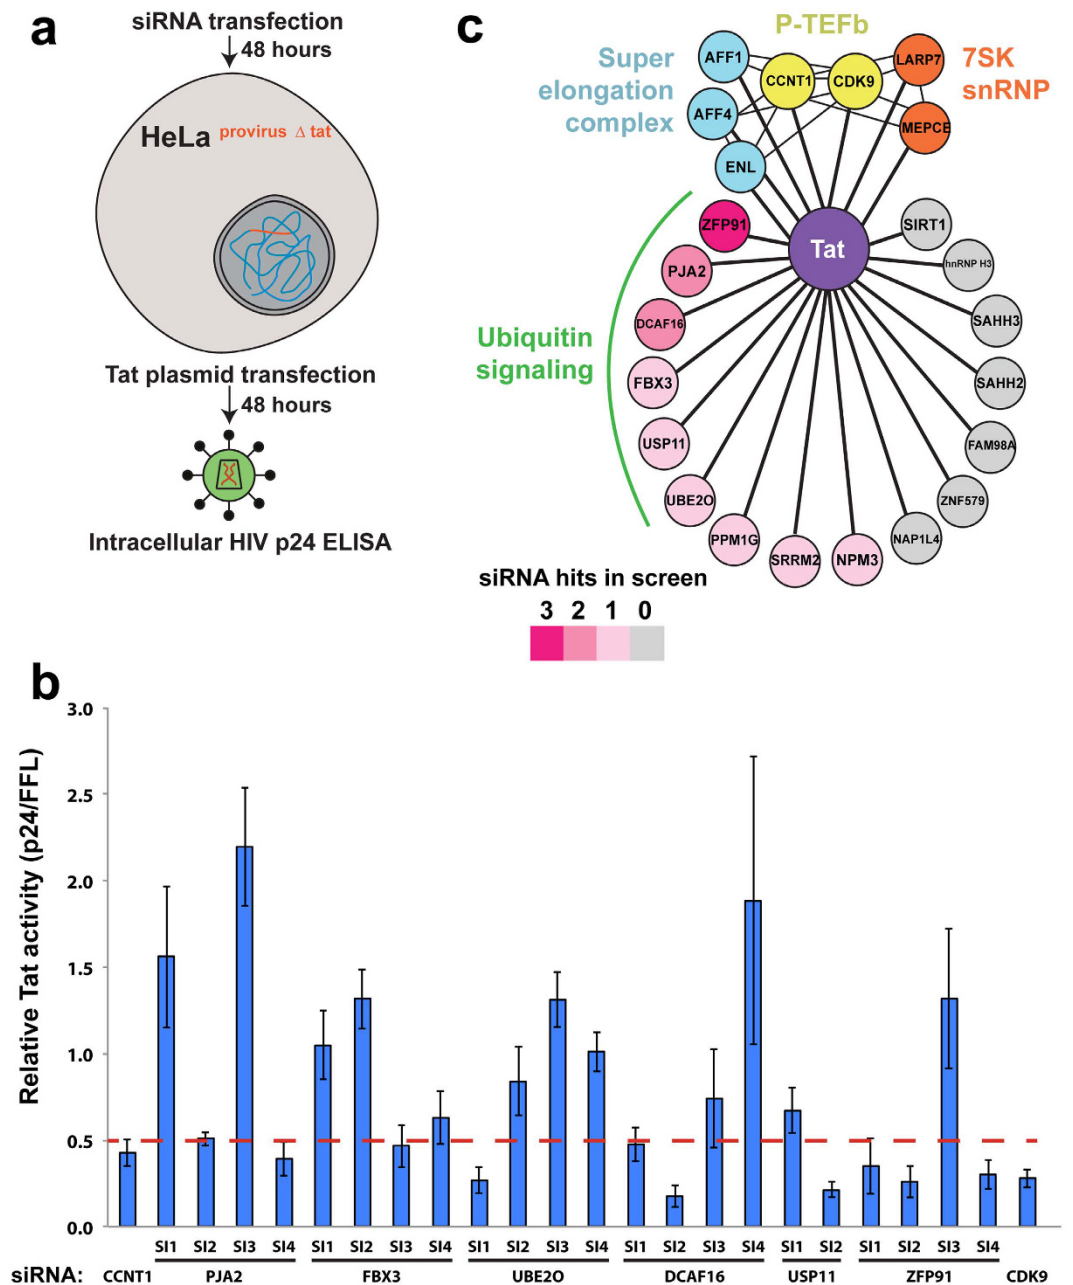 a
siRNA transfection
48 hours
HeLa provirus Δ tat
Tat plasmid transfection
48 hours
Intracellular HIV p24 ELISA
c
P-TEFb
Super
elongation
complex
7SK
snRNP
AFF1
CCNT1
CDK9
LARP7
AFF4
MEPCE
ENL
ZFP91
Tat
SIRT1
PJA2
hnRNP H3
DCAF16
SAHH3
Ubiquitin
signaling
FBX3
SAHH2
USP11
FAM98A
UBE2O
ZNF579
PPM1G
SRRM2
NPM3
NAP1L4
siRNA hits in screen
3 2 1 0
b
Relative Tat activity (p24/FFL)
3.0
2.5
2.0
1.5
1.0
0.5
0.0
SI1 SI2 SI3 SI4 SI1 SI2 SI3 SI4 SI1 SI2 SI3 SI4 SI1 SI2 SI3 SI4 SI1 SI2 SI1 SI2 SI3 SI4
siRNA: CCNT1 PJA2 FBX3 UBE2O DCAF16 USP11 ZFP91 CDK9